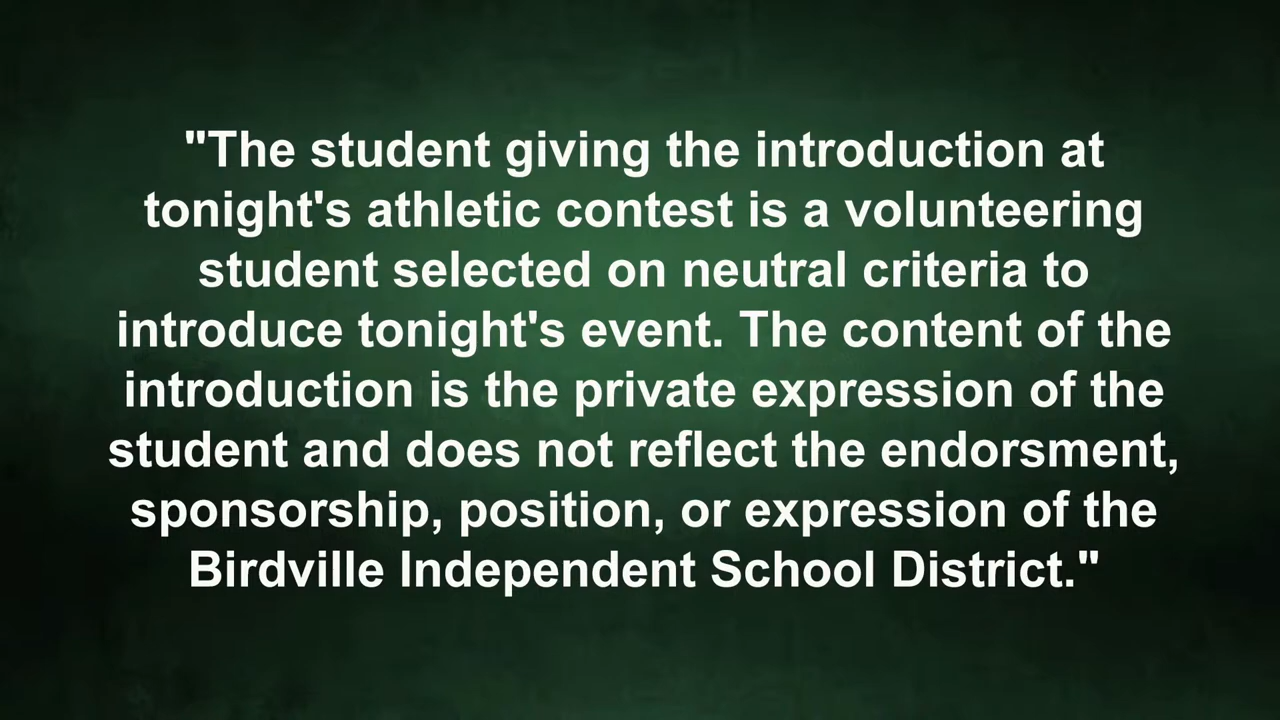 "The student giving the introduction at
tonight's athletic contest is a volunteering
student selected on neutral criteria to
introduce tonight's event. The content of the
introduction is the private expression of the
student and does not reflect the endorsement,
sponsorship, position, or expression of the
Birdville Independent School District."